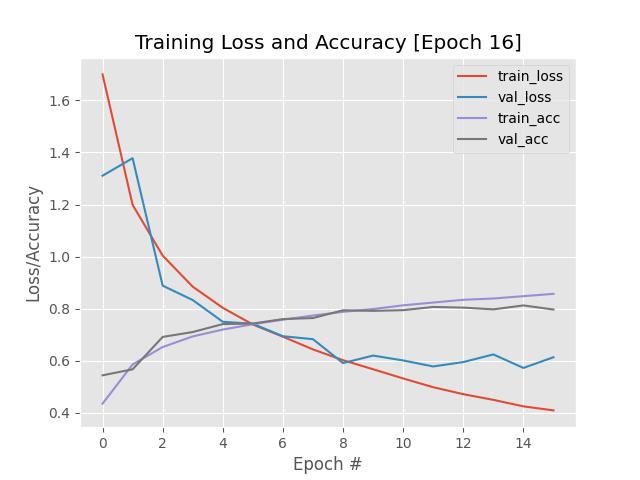 Training Loss and Accuracy [Epoch 16]
train_loss
val_loss
train_acc
val_acc
Loss/Accuracy
1.6
1.4
1.2
1.0
0.8
0.6
0.4
0 2 4 6 8 10 12 14
Epoch #